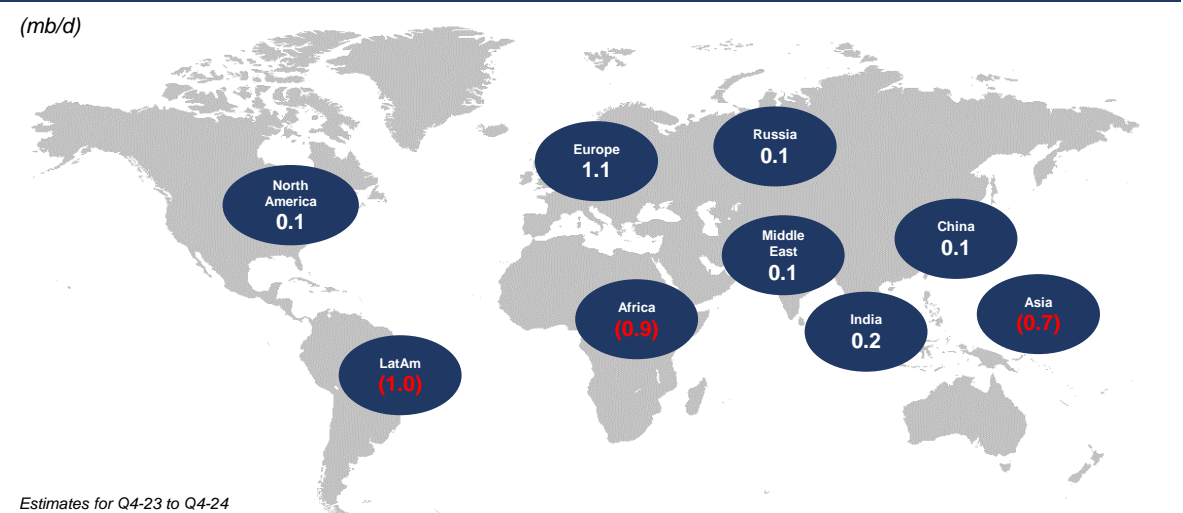 (mb/d)
Europe
1.1
Russia
0.1
North
America
0.1
China
0.1
Middle
East
0.1
Africa
(0.9)
India
0.2
Asia
(0.7)
LatAm
(1.0)
Estimates for Q4-23 to Q4-24